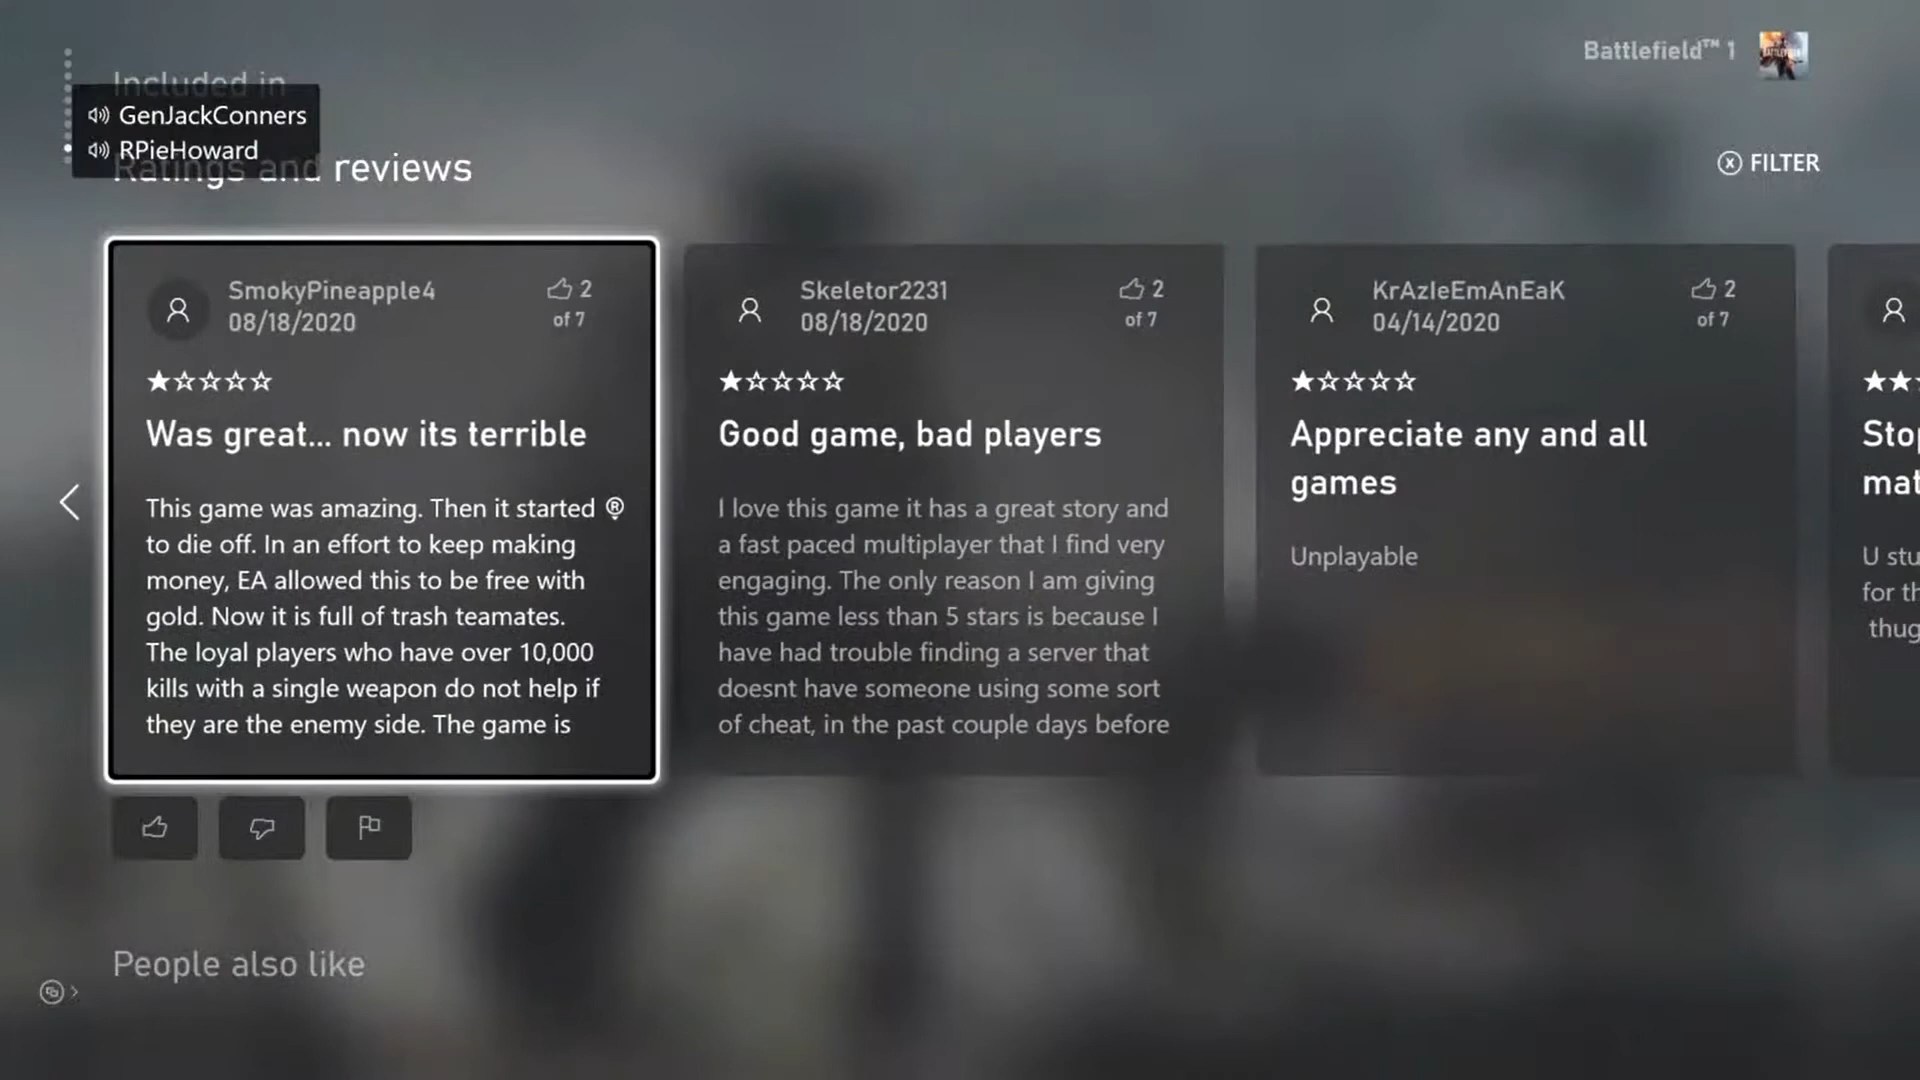 Battlefield™ 1
Included in
GenJackConners
RPieHoward
Ratings and reviews
FILTER
SmokyPineapple4
08/18/2020
2
of 7
Was great... now its terrible
This game was amazing. Then it started
to die off. In an effort to keep making
money, EA allowed this to be free with
gold. Now it is full of trash teamates.
The loyal players who have over 10,000
kills with a single weapon do not help if
they are the enemy side. The game is
Skeletor2231
08/18/2020
2
of 7
Good game, bad players
I love this game it has a great story and
a fast paced multiplayer that I find very
engaging. The only reason I am giving
this game less than 5 stars is because I
have had trouble finding a server that
doesnt have someone using some sort
of cheat, in the past couple days before
KrAzIeEmAnEaK
04/14/2020
2
of 7
Appreciate any and all
games
Unplayable
U
for
People also like